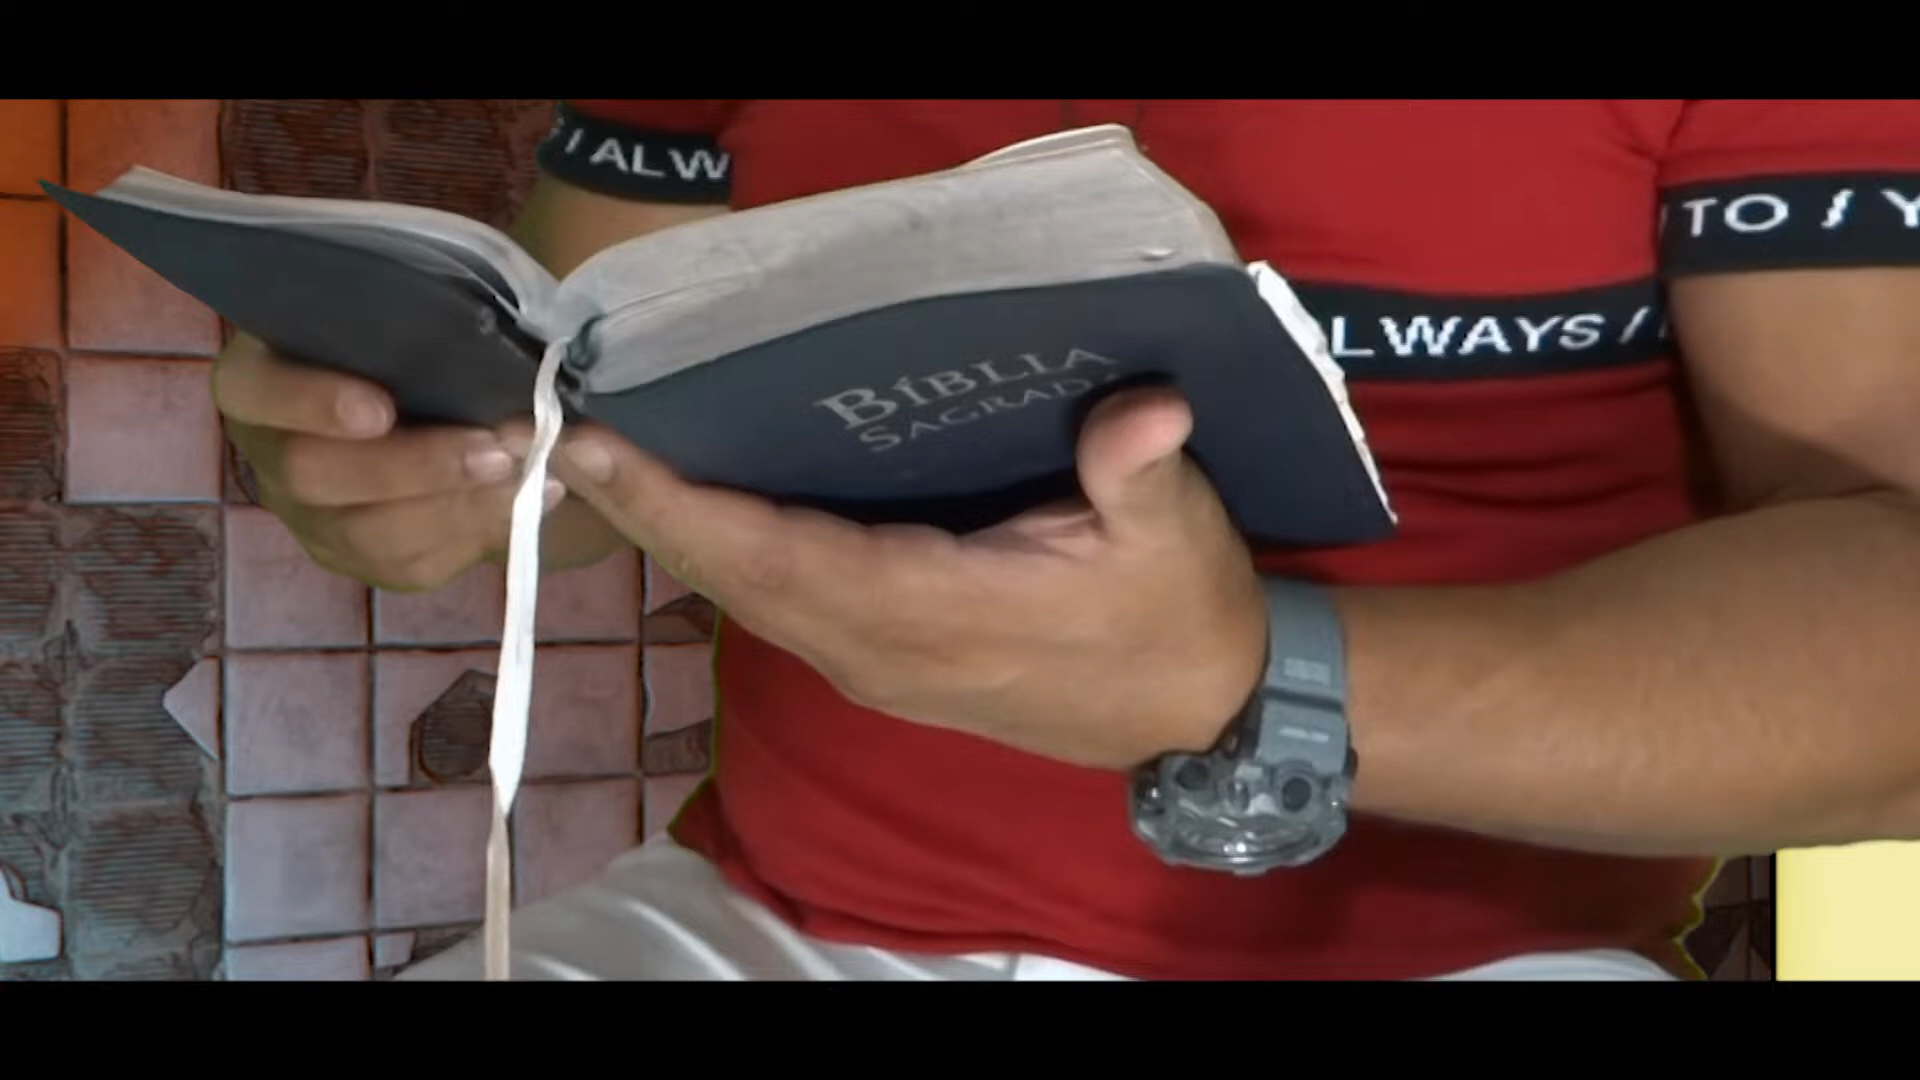 / ALW
TO / Y
LWAYS /
BÍBLIA
SAGRADA